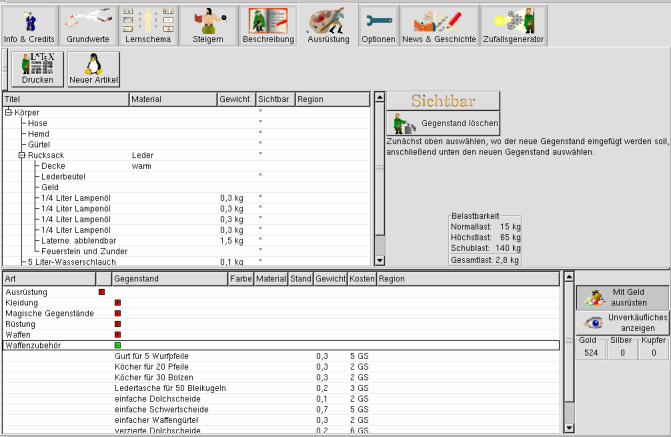 Info & Credits Grundwerte Lernschema Steigern Beschreibung Ausrüstung Optionen News & Geschichte Zufallsgenerator
LATEX
Drucken Neuer Artikel
Titel Material Gewicht Sichtbar Region
Körper *
Hose *
Hemd *
Gürtel *
Rucksack Leder *
Decke warm
Lederbeutel *
Geld
1/4 Liter Lampenöl 0,3 kg *
1/4 Liter Lampenöl 0,3 kg *
1/4 Liter Lampenöl 0,3 kg *
1/4 Liter Lampenöl 0,3 kg *
Laterne. abblendbar 1,5 kg *
Feuerstein und Zunder *
5 Liter-Wasserschlauch 0,1 kg *
Sichtbar
Gegenstand löschen
Zunächst oben auswählen, wo der neue Gegenstand eingefügt werden soll,
anschließend unten den neuen Gegenstand auswählen.
Belastbarkeit
Normallast: 15 kg
Höchstlast: 65 kg
Schublast: 140 kg
Gesamtlast: 2,8 kg
Art Gegenstand Farbe Material Stand Gewicht Kosten Region
Ausrüstung
Kleidung
Magische Gegenstände
Rüstung
Waffen
Waffenzubehör
Gurt für 5 Wurfpfeile 0,3 5 GS
Köcher für 20 Pfeile 0,3 2 GS
Köcher für 30 Bolzen 0,3 2 GS
Ledertasche für 50 Bleikugeln 0,2 3 GS
einfache Dolchscheide 0,1 2 GS
einfache Schwertscheide 0,7 5 GS
einfacher Waffengürtel 0,3 2 GS
verzierte Dolchscheide 0,2 6 GS
Mit Geld
ausrüsten
Unverkäufliches
anzeigen
Gold Silber Kupfer
524 0 0